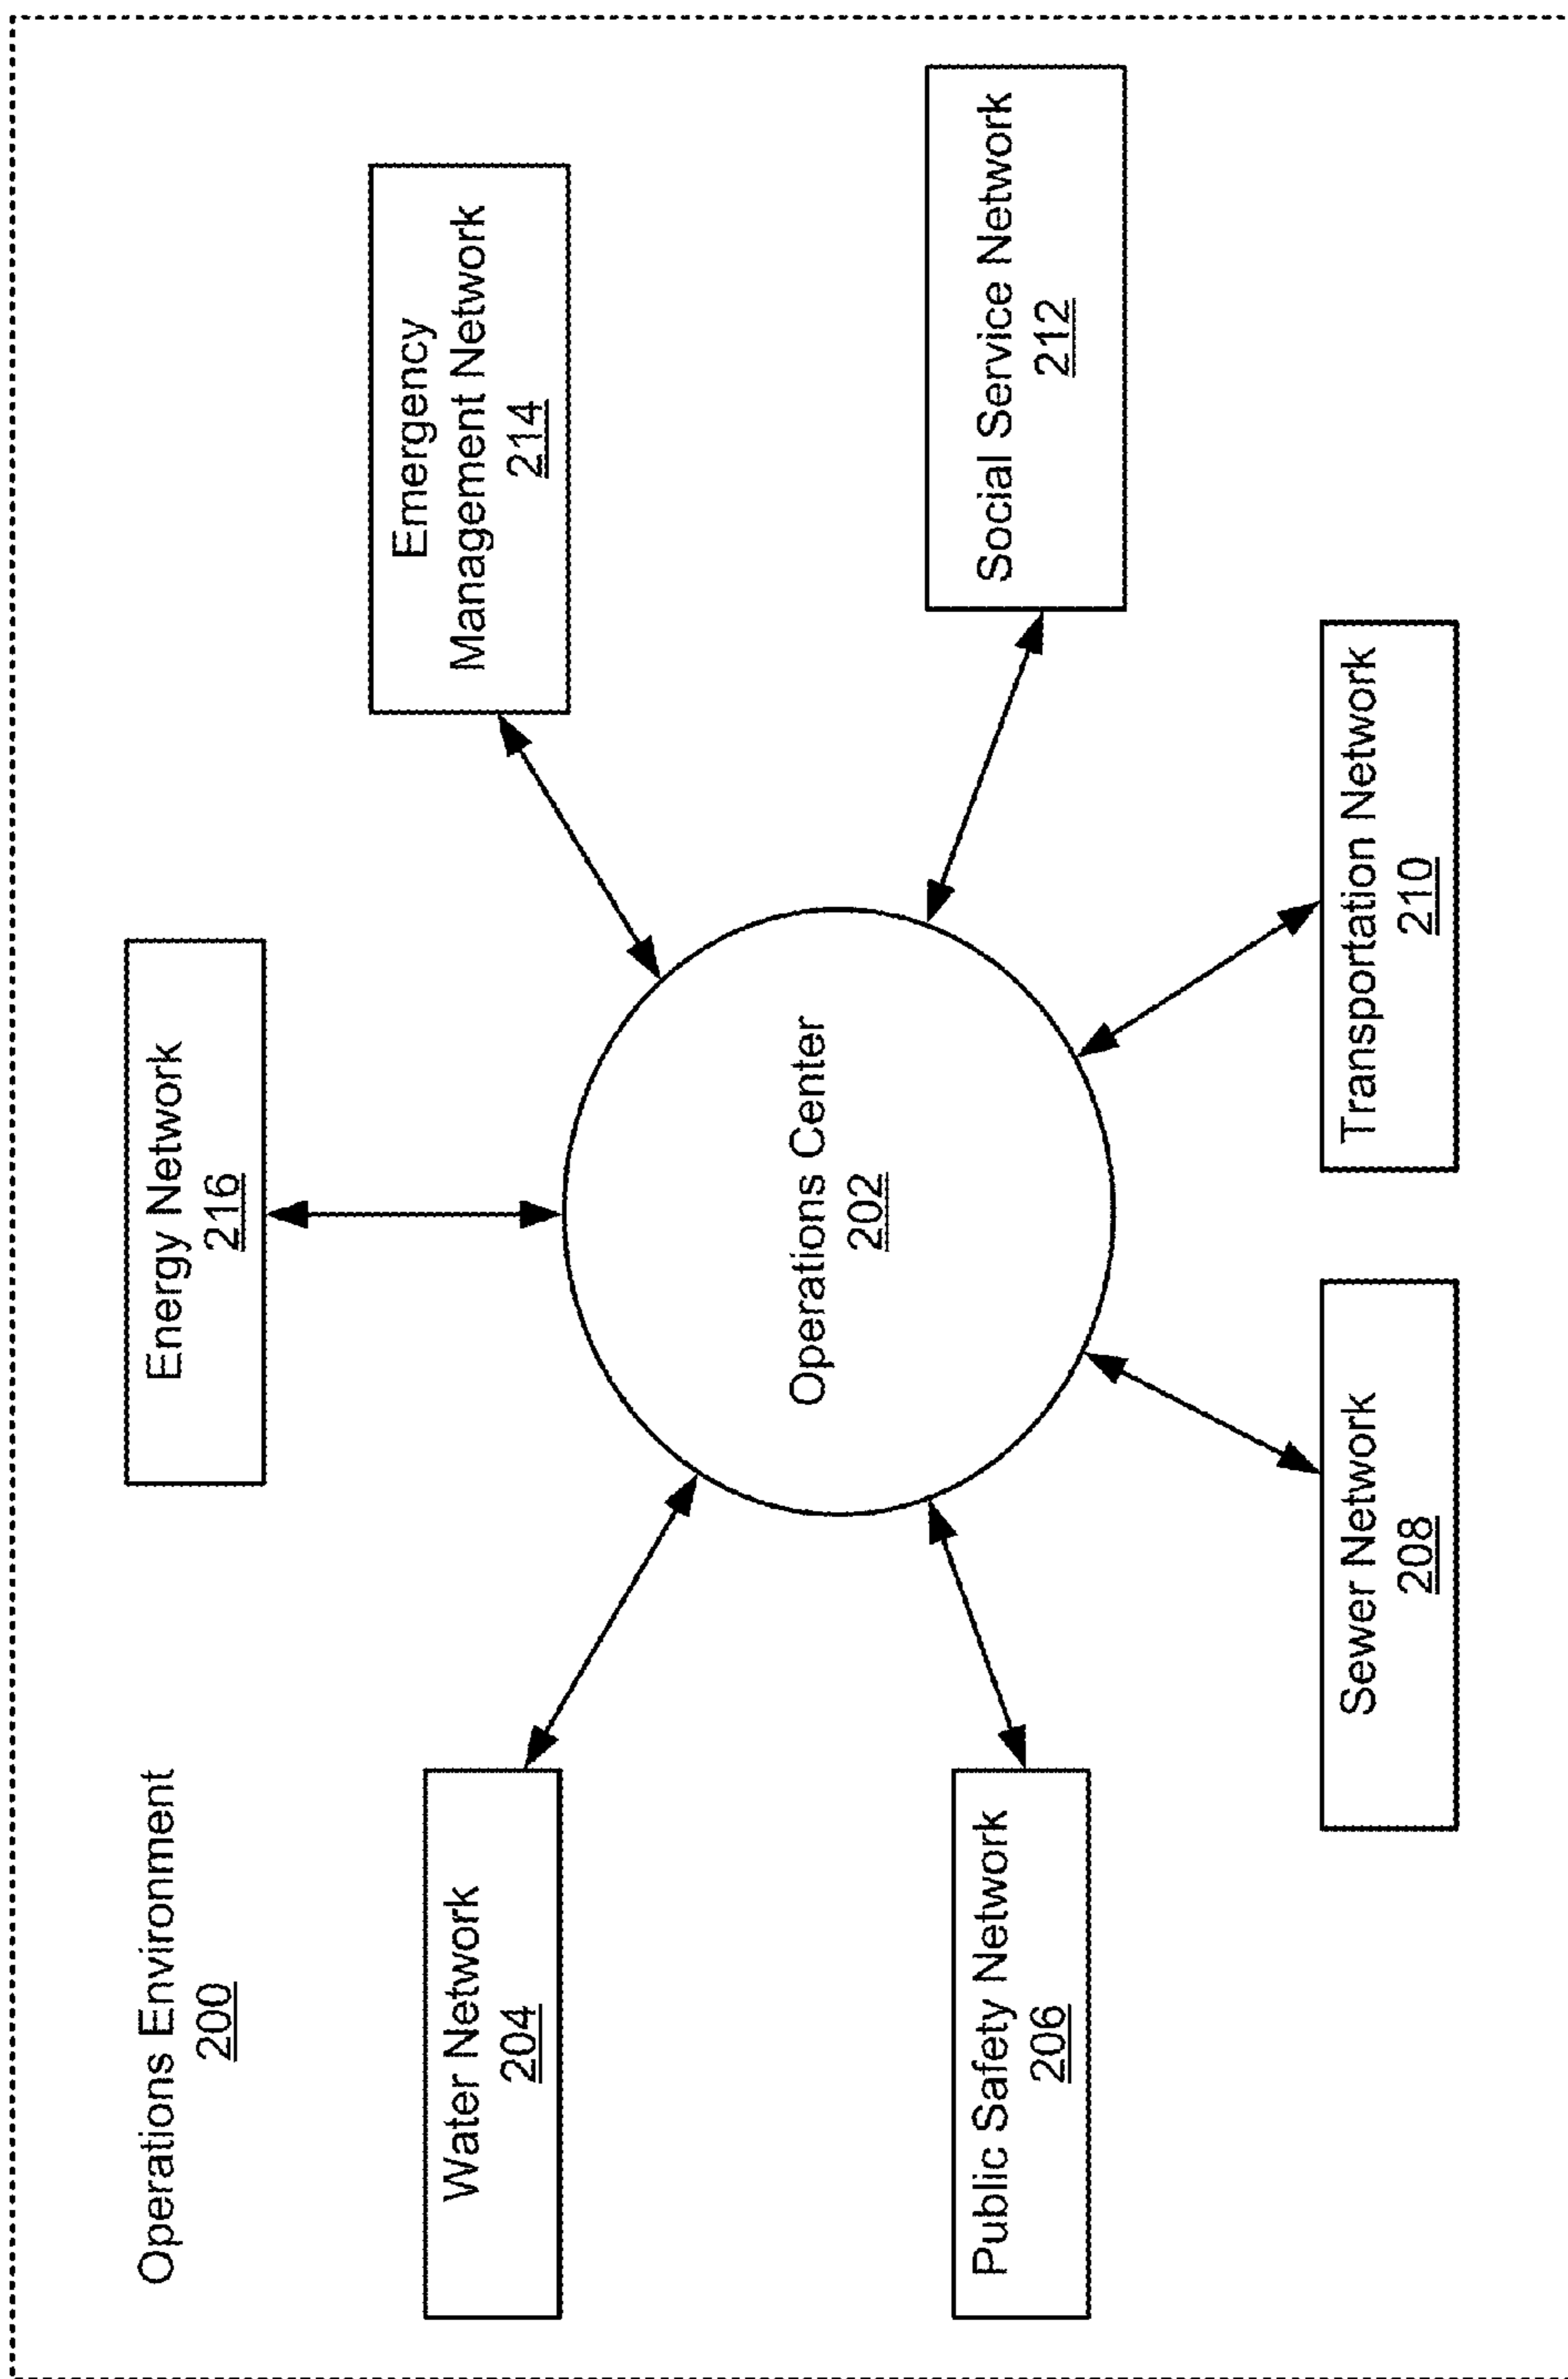 Operations Environment
200
Energy Network
216
Emergency
Management Network
214
Water Network
204
Operations Center
202
Social Service Network
212
Public Safety Network
206
Sewer Network
208
Transportation Network
210